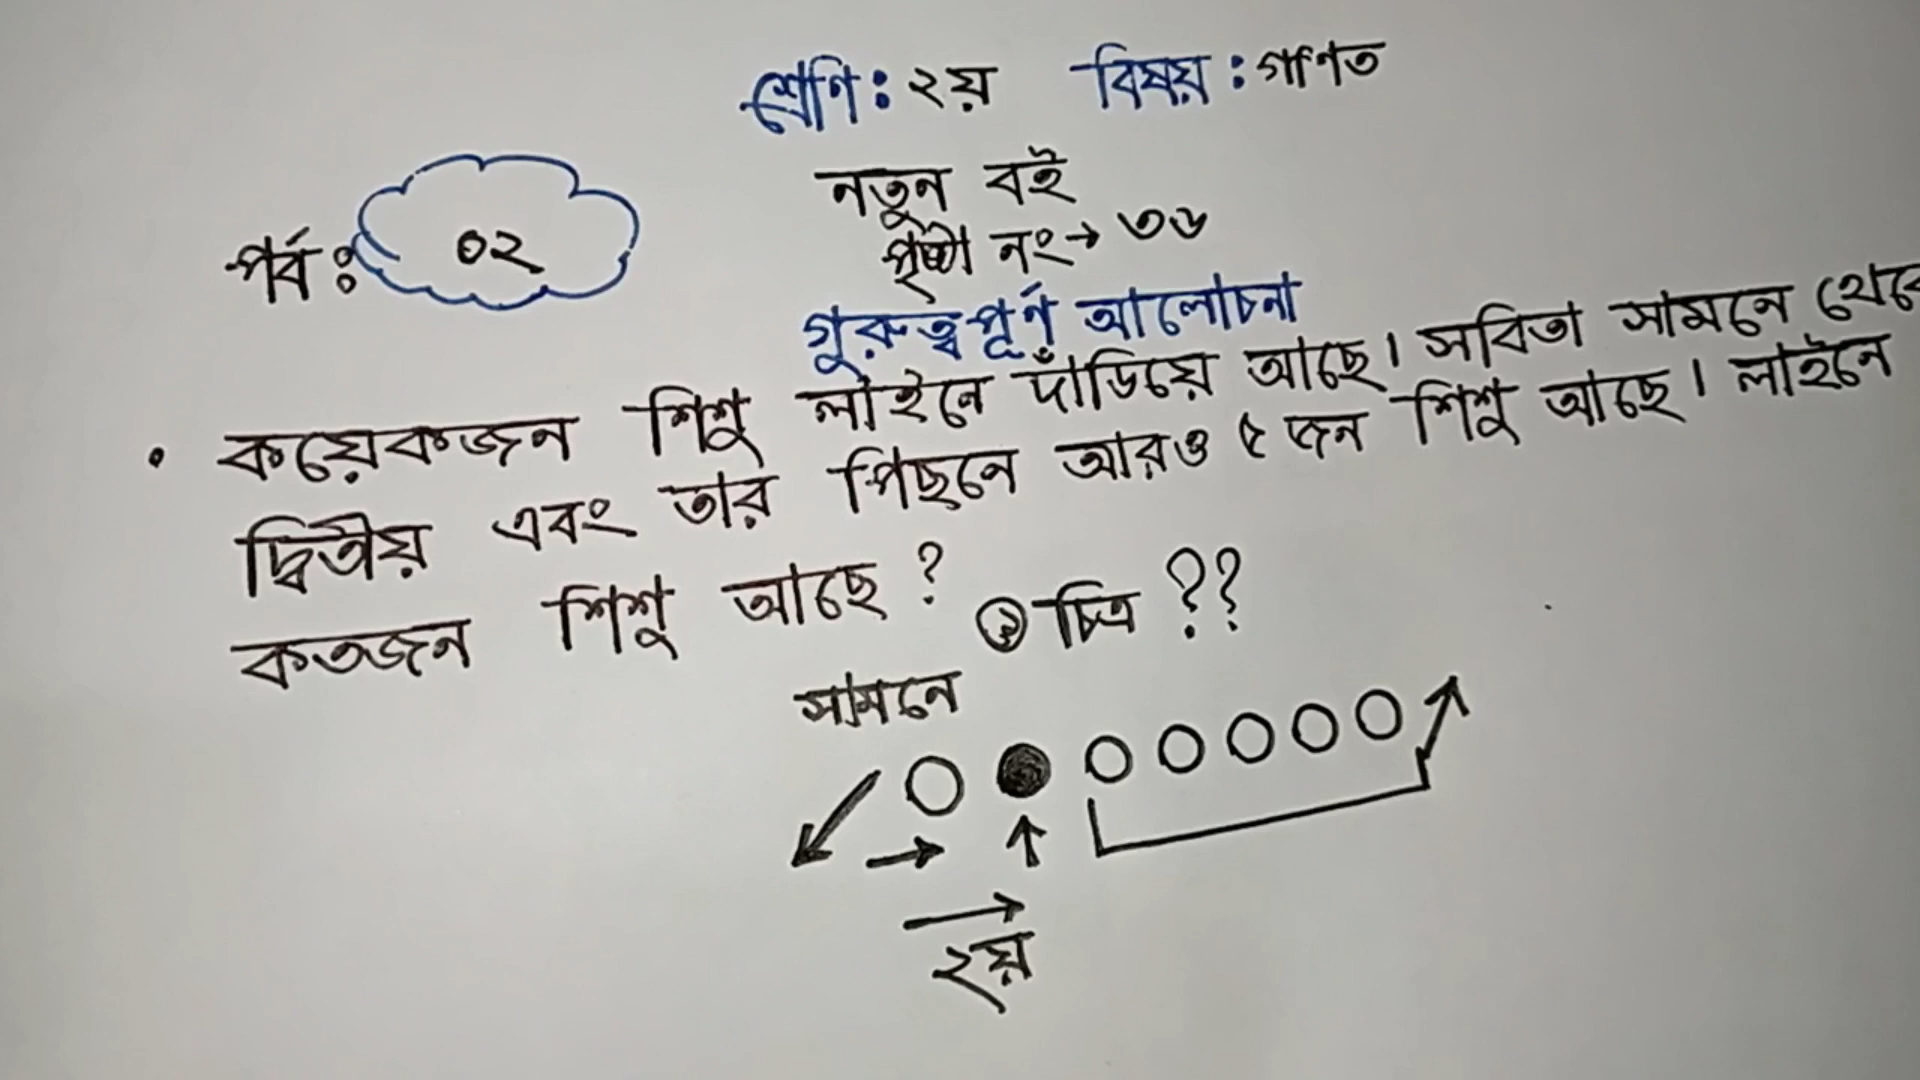 শ্রেণি : ২য় বিষয় : গণিত
নতুন বই
পৃষ্ঠা নং→ ৩৬
পর্ব : ০২
গুরুত্বপূর্ণ আলোচনা
• কয়েকজন শিশু লাইনে দাঁড়িয়ে আছে। সবিতা সামনে থেকে
দ্বিতীয় এবং তার পিছনে আরও ৫ জন শিশু আছে। লাইনে
কতজন শিশু আছে ?
চিত্র ??
সামনে
২য়